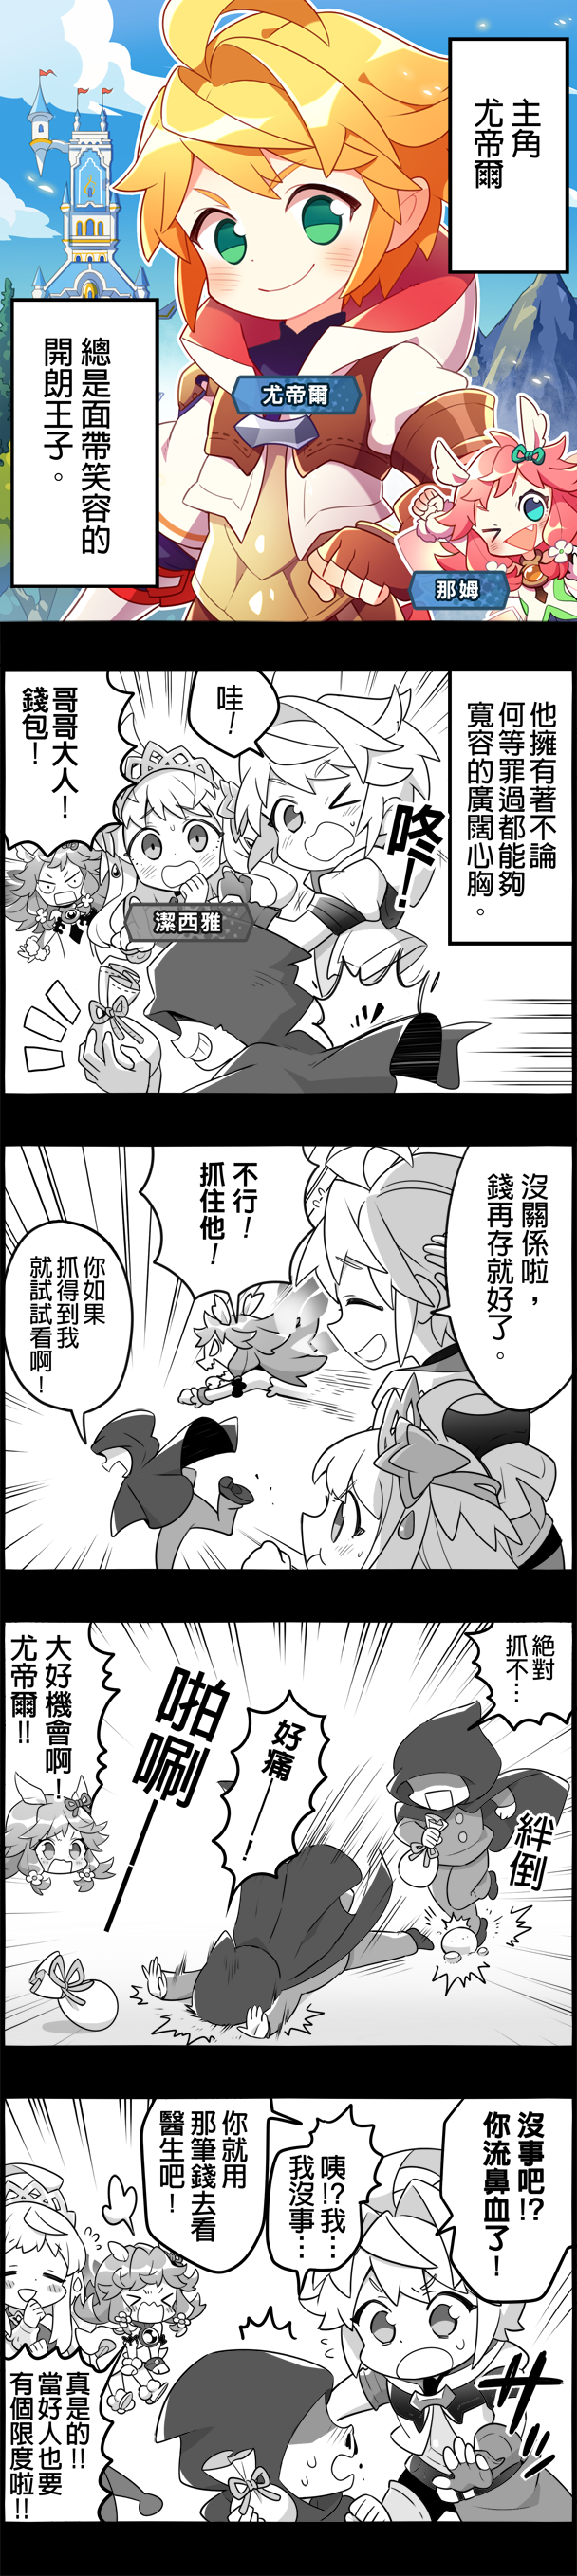 主角
尤帝爾
尤帝爾
那姆
總是面帶笑容的
開朗王子。
他擁有著不論
何等罪過都能夠
寬容的廣闊心胸。
咚！
哇！
哥哥大人！
錢包！
潔西雅
沒關係啦，
錢再存就好了。
不行！
抓住他！
你如果
抓得到我
就試試看啊！
絕對
抓不…
絆倒
好痛——！
啪唰——
大好機會啊！
尤帝爾!!
沒事吧!?
你流鼻血了！
咦!?我…
我沒事…
你就用
那筆錢去看
醫生吧！
真是的!!
當好人也要
有個限度啦!!